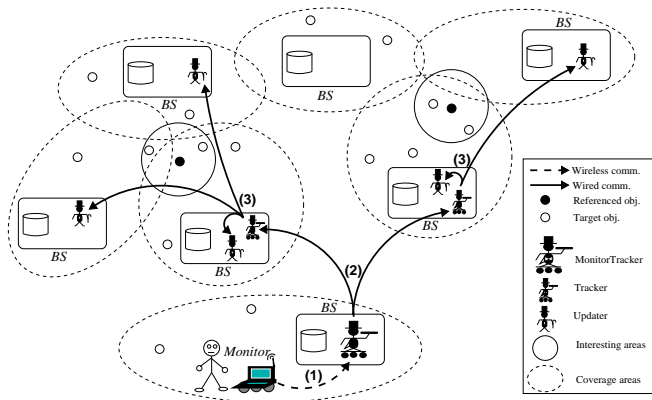 BS
BS
BS
(3)
Wireless comm.
Wired comm.
Referenced obj.
Target obj.
MonitorTracker
Tracker
Updater
Interesting areas
Coverage areas
(3)
BS
BS
BS
(2)
BS
Monitor
(1)